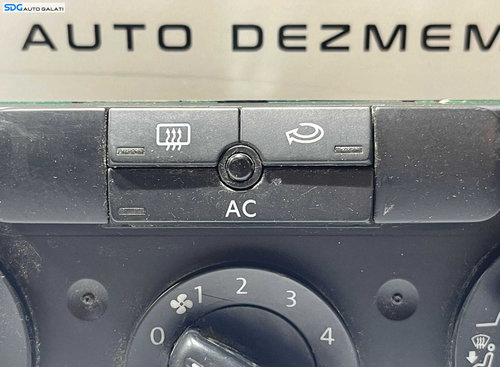 SDG AUTO GALATI
AUTO DEZMEM
AC
0 1 2 3 4